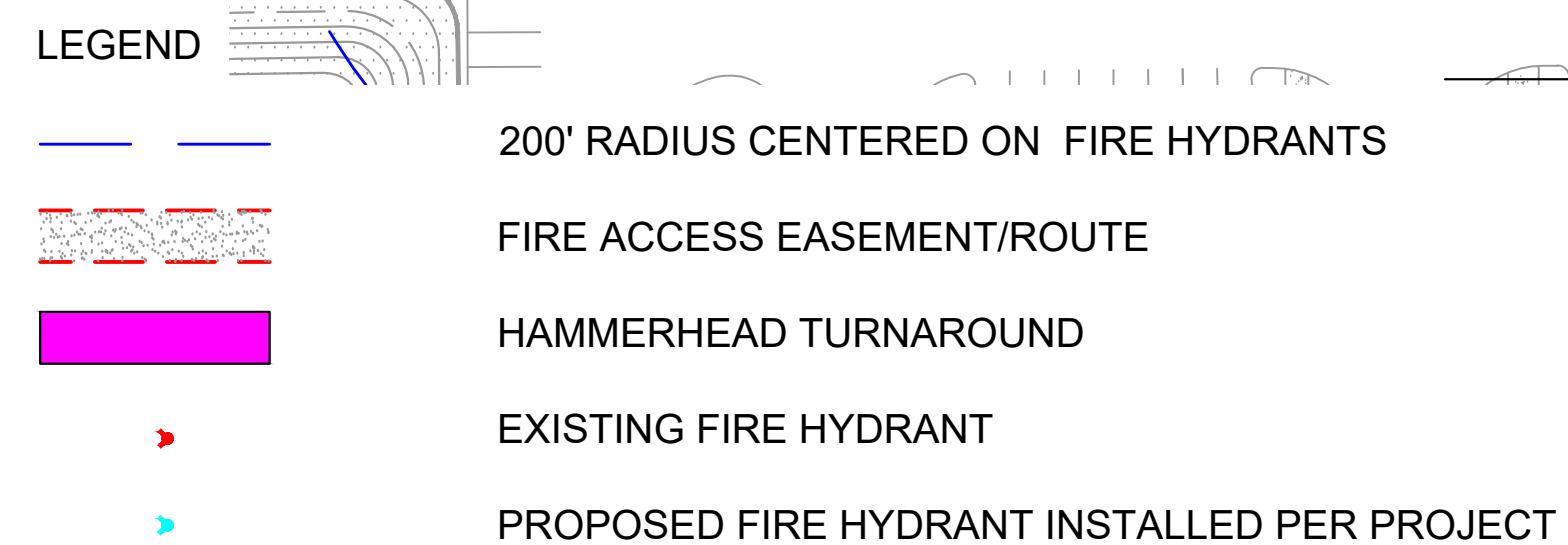 LEGEND
200' RADIUS CENTERED ON FIRE HYDRANTS
FIRE ACCESS EASEMENT/ROUTE
HAMMERHEAD TURNAROUND
EXISTING FIRE HYDRANT
PROPOSED FIRE HYDRANT INSTALLED PER PROJECT